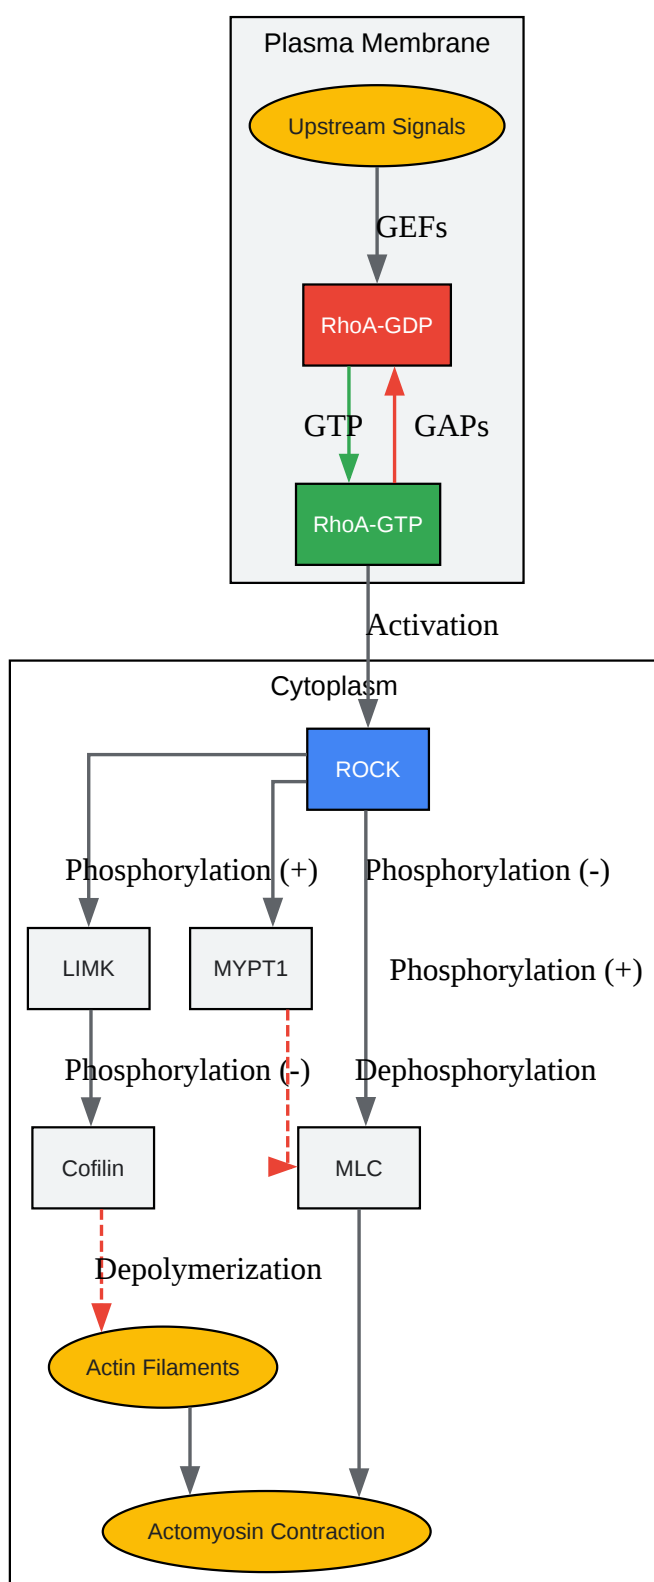 Plasma Membrane
Upstream Signals
GEFs
RhoA-GDP
GTP
GAPs
RhoA-GTP
Activation
Cytoplasm
ROCK
Phosphorylation (+)
Phosphorylation (-)
LIMK
MYPT1
Phosphorylation (+)
Phosphorylation (-)
Dephosphorylation
Cofilin
MLC
Depolymerization
Actin Filaments
Actomyosin Contraction